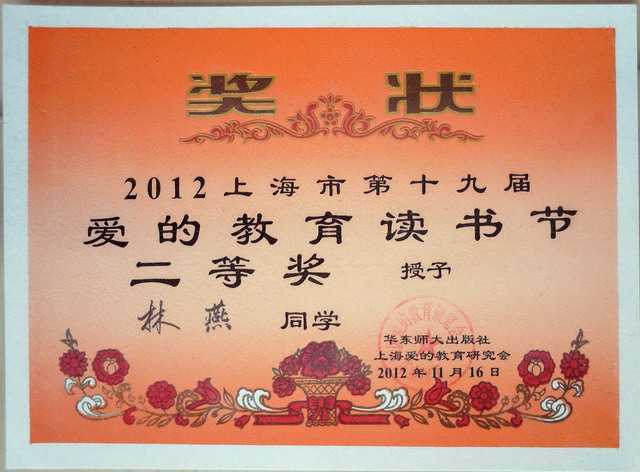 奖 状
2012上海市第十九届
爱的教育读书节
二等奖 授予
林燕 同学
华东师大出版社
上海爱的教育研究会
2012年11月16日